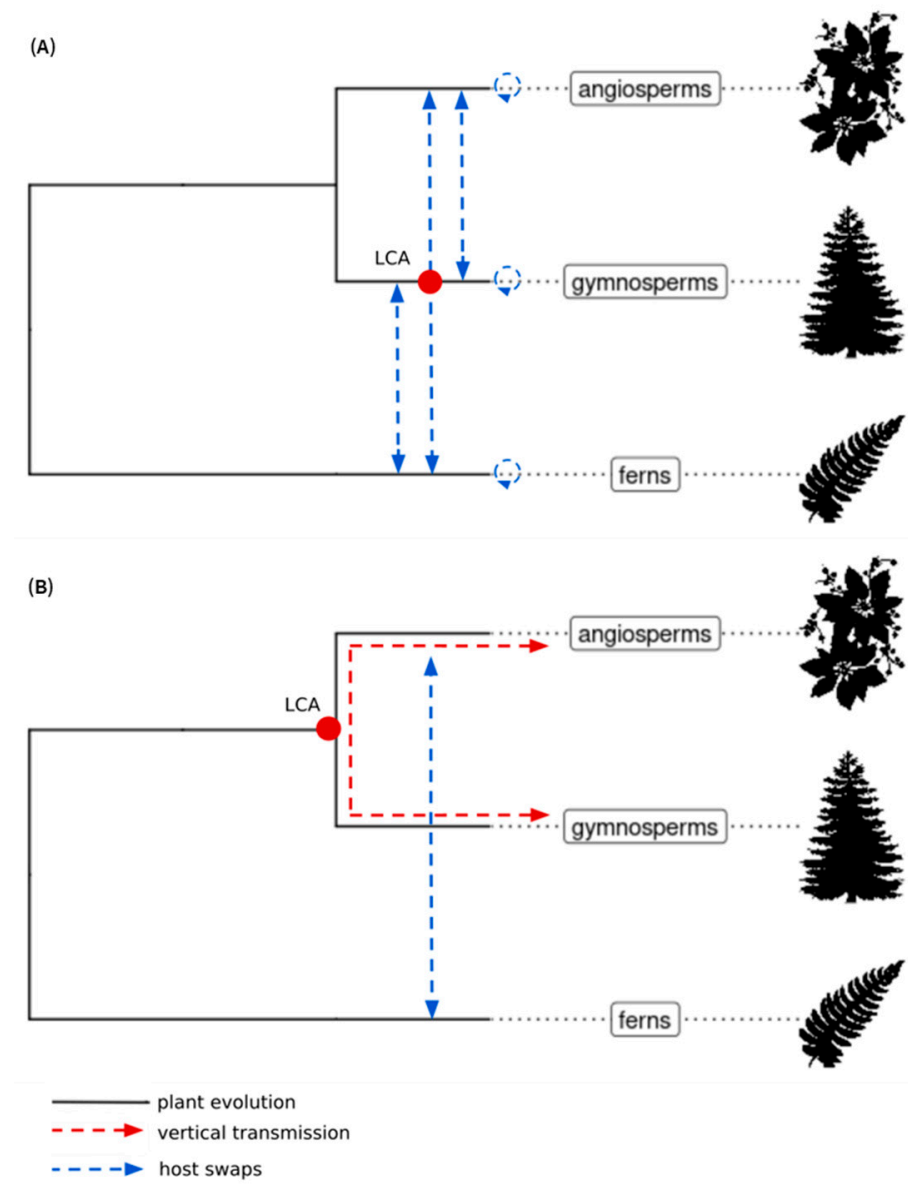 (A)
angiosperms
LCA
gymnosperms
ferns
(B)
angiosperms
LCA
gymnosperms
ferns
plant evolution
vertical transmission
host swaps